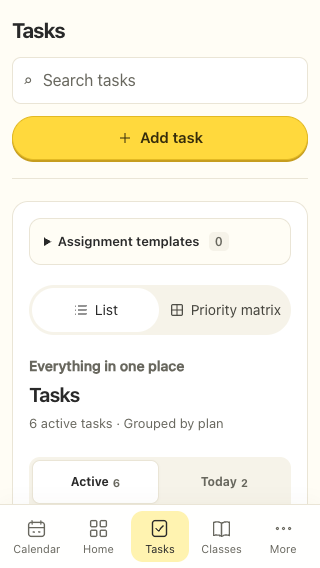 Tasks
Search tasks
+ Add task
Assignment templates 0
List
Priority matrix
Everything in one place
Tasks
6 active tasks · Grouped by plan
Active 6
Today 2
Calendar
Home
Tasks
Classes
More